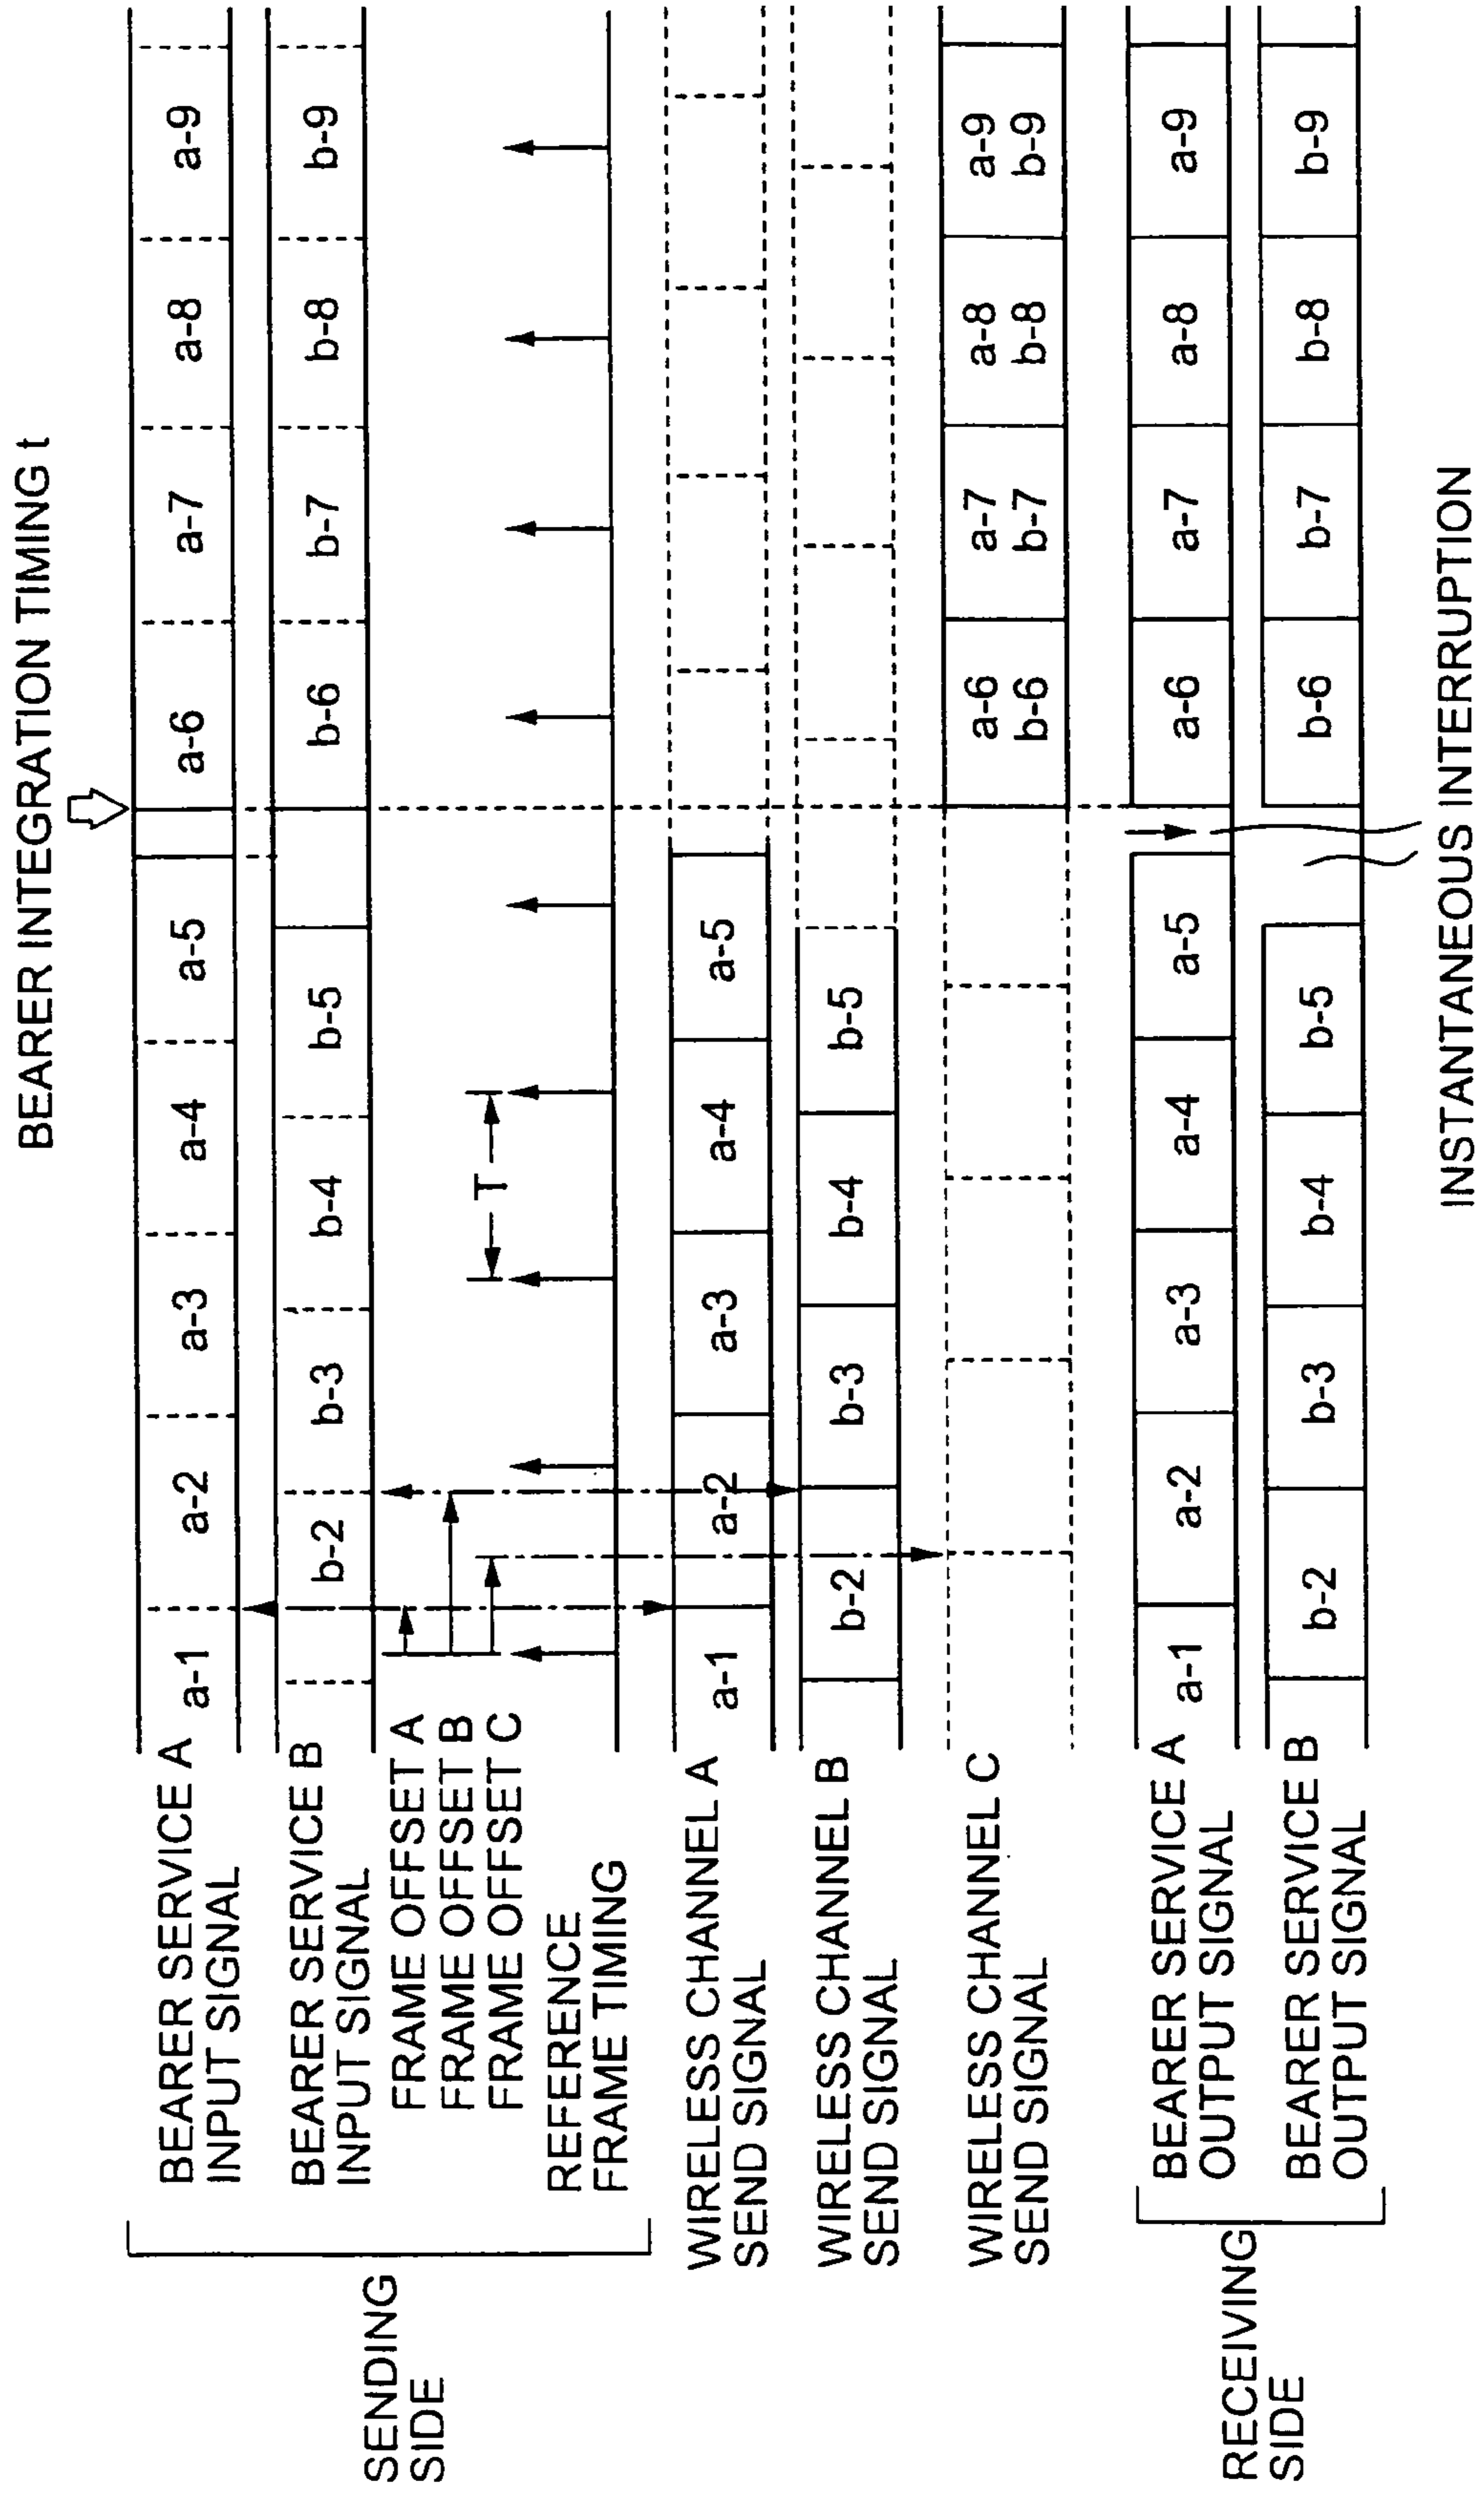 BEARER INTEGRATION TIMING t
SENDING
SIDE
BEARER SERVICE A
INPUT SIGNAL
a-1 a-2 a-3 a-4 a-5 a-6 a-7 a-8 a-9
BEARER SERVICE B
INPUT SIGNAL
b-2 b-3 b-4 b-5 b-6 b-7 b-8 b-9
FRAME OFFSET A
FRAME OFFSET B
FRAME OFFSET C
T
REFERENCE
FRAME TIMING
WIRELESS CHANNEL A
SEND SIGNAL
a-1 a-2 a-3 a-4 a-5
WIRELESS CHANNEL B
SEND SIGNAL
b-2 b-3 b-4 b-5
WIRELESS CHANNEL C
SEND SIGNAL
a-6 a-7 a-8 a-9
b-6 b-7 b-8 b-9
RECEIVING
SIDE
BEARER SERVICE A
OUTPUT SIGNAL
a-1 a-2 a-3 a-4 a-5 a-6 a-7 a-8 a-9
BEARER SERVICE B
OUTPUT SIGNAL
b-2 b-3 b-4 b-5 b-6 b-7 b-8 b-9
INSTANTANEOUS INTERRUPTION